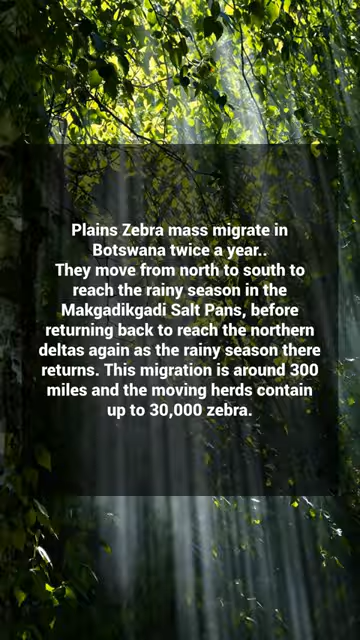 Plains Zebra mass migrate in
Botswana twice a year..
They move from north to south to
reach the rainy season in the
Makgadikgadi Salt Pans, before
returning back to reach the northern
deltas again as the rainy season there
returns. This migration is around 300
miles and the moving herds contain
up to 30,000 zebra.